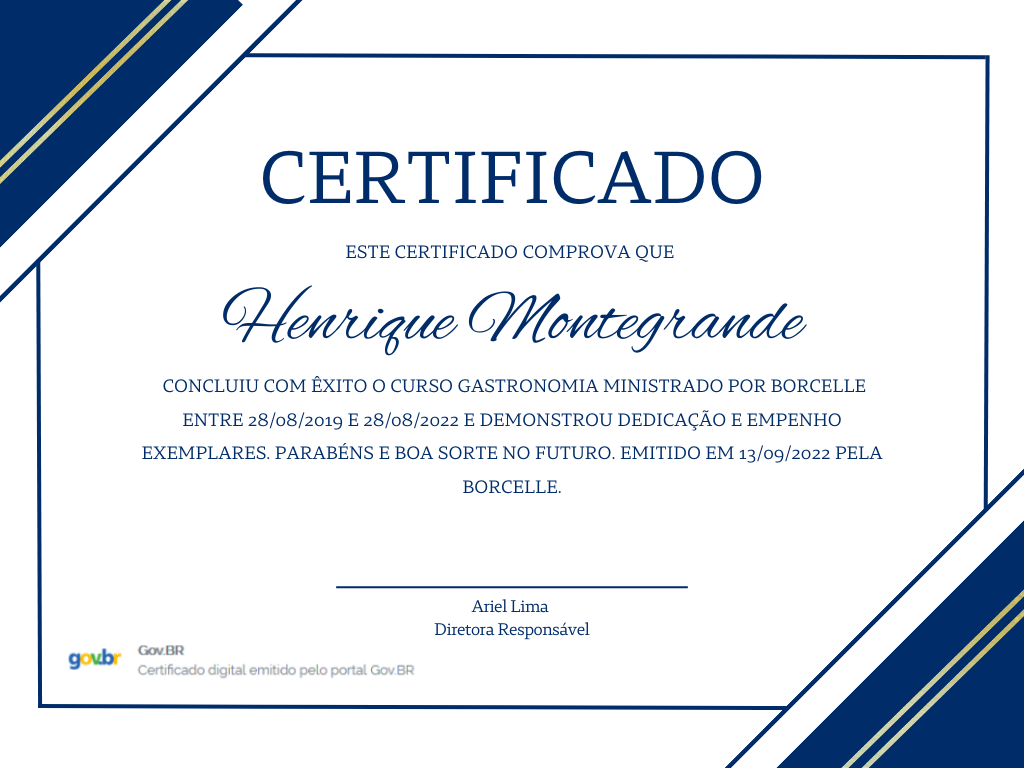 CERTIFICADO
ESTE CERTIFICADO COMPROVA QUE
Henrique Montegrande
CONCLUIU COM ÊXITO O CURSO GASTRONOMIA MINISTRADO POR BORCELLE
ENTRE 28/08/2019 E 28/08/2022 E DEMONSTROU DEDICAÇÃO E EMPENHO
EXEMPLARES. PARABÉNS E BOA SORTE NO FUTURO. EMITIDO EM 13/09/2022 PELA
BORCELLE.
Ariel Lima
Diretora Responsável
gov.br
Gov.BR
Certificado digital emitido pelo portal Gov.BR